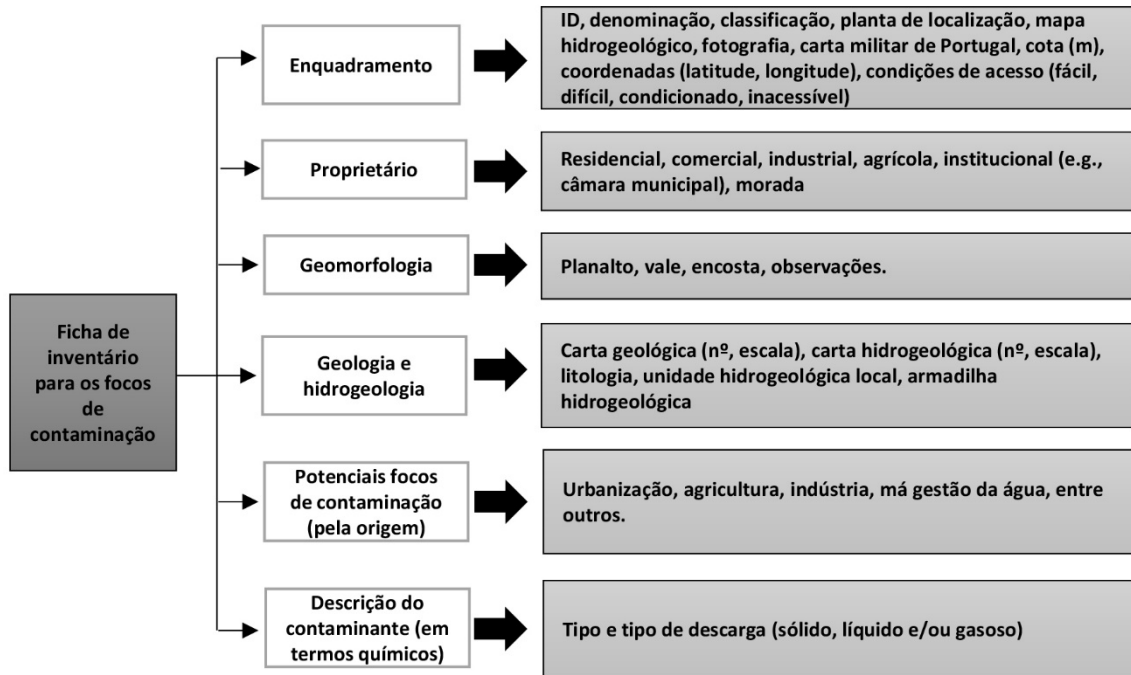 Ficha de
inventário
para os focos
de
contaminação
Enquadramento
ID, denominação, classificação, planta de localização, mapa
hidrogeológico, fotografia, carta militar de Portugal, cota (m),
coordenadas (latitude, longitude), condições de acesso (fácil,
difícil, condicionado, inacessível)
Proprietário
Residencial, comercial, industrial, agrícola, institucional (e.g.,
câmara municipal), morada
Geomorfologia
Planalto, vale, encosta, observações.
Geologia e
hidrogeologia
Carta geológica (nº, escala), carta hidrogeológica (nº, escala),
litologia, unidade hidrogeológica local, armadilha
hidrogeológica
Potenciais focos
de contaminação
(pela origem)
Urbanização, agricultura, indústria, má gestão da água, entre
outros.
Descrição do
contaminante (em
termos químicos)
Tipo e tipo de descarga (sólido, líquido e/ou gasoso)